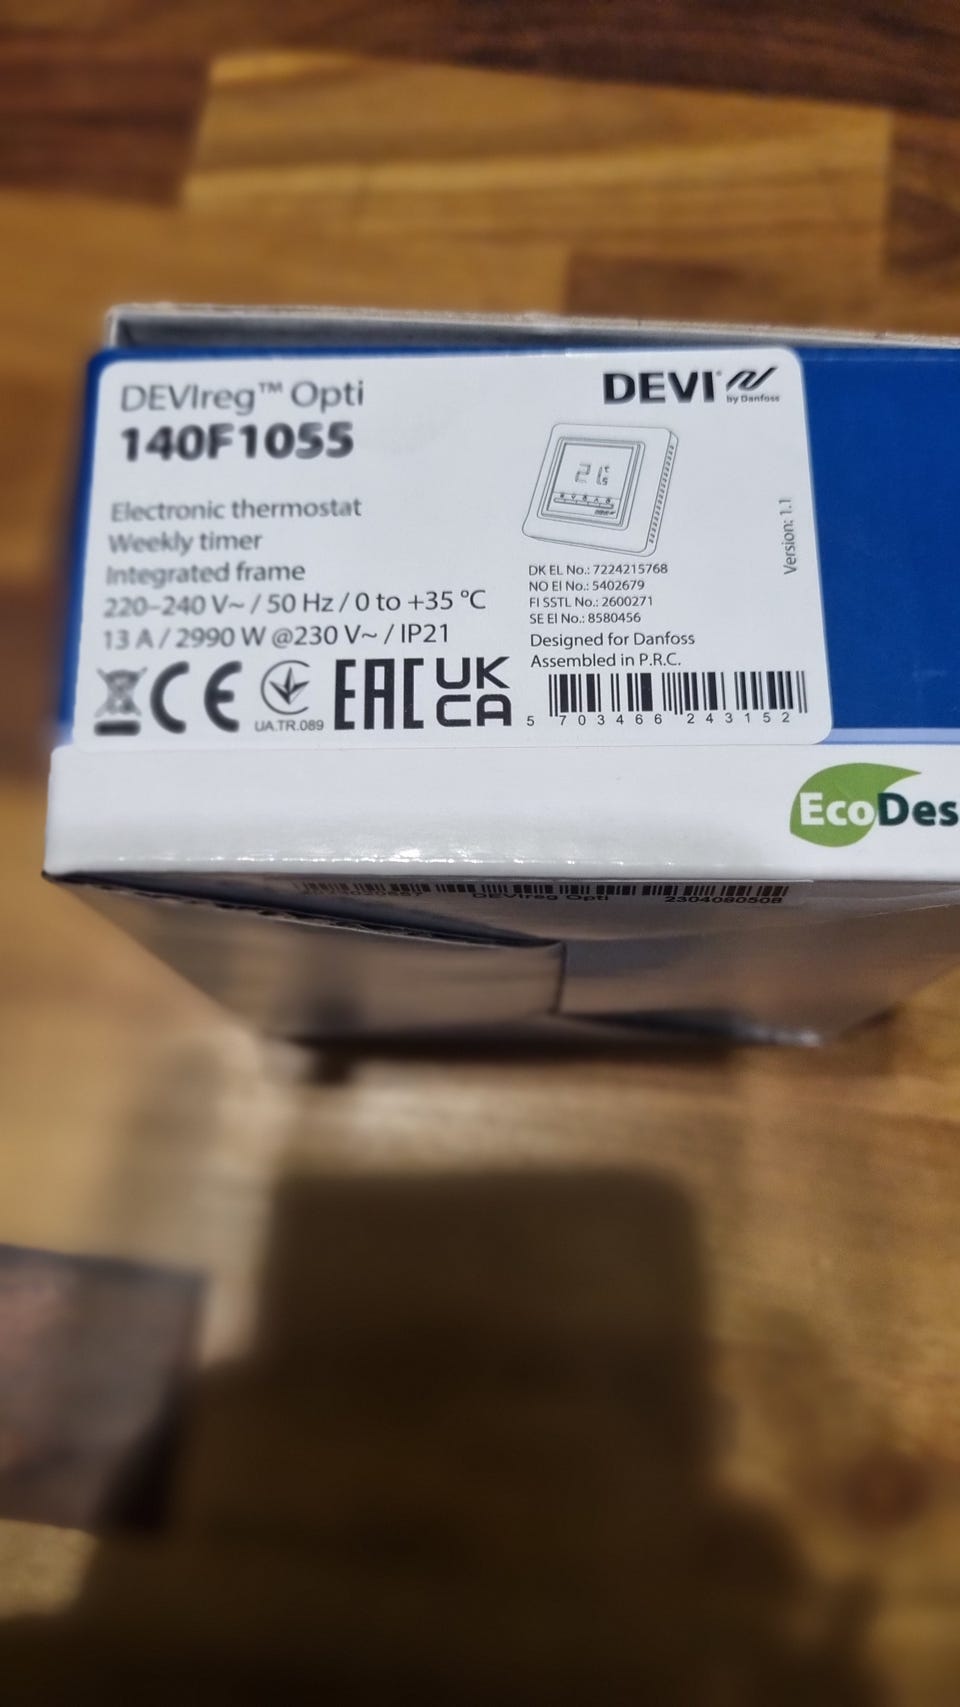 DEVIreg™ Opti
140F1055
Electronic thermostat
Weekly timer
Integrated frame
220–240 V~ / 50 Hz / 0 to +35 °C
13 A / 2990 W @230 V~ / IP21
CE
UA.TR.089
EAC
UK
CA
DEVI®
by Danfoss
DK EL No.: 7224215768
NO El No.: 5402679
FI SSTL No.: 2600271
SE El No.: 8580456
Designed for Danfoss
Assembled in P.R.C.
5 703466 243152
Version: 1.1
EcoDes
DEVIreg Opti